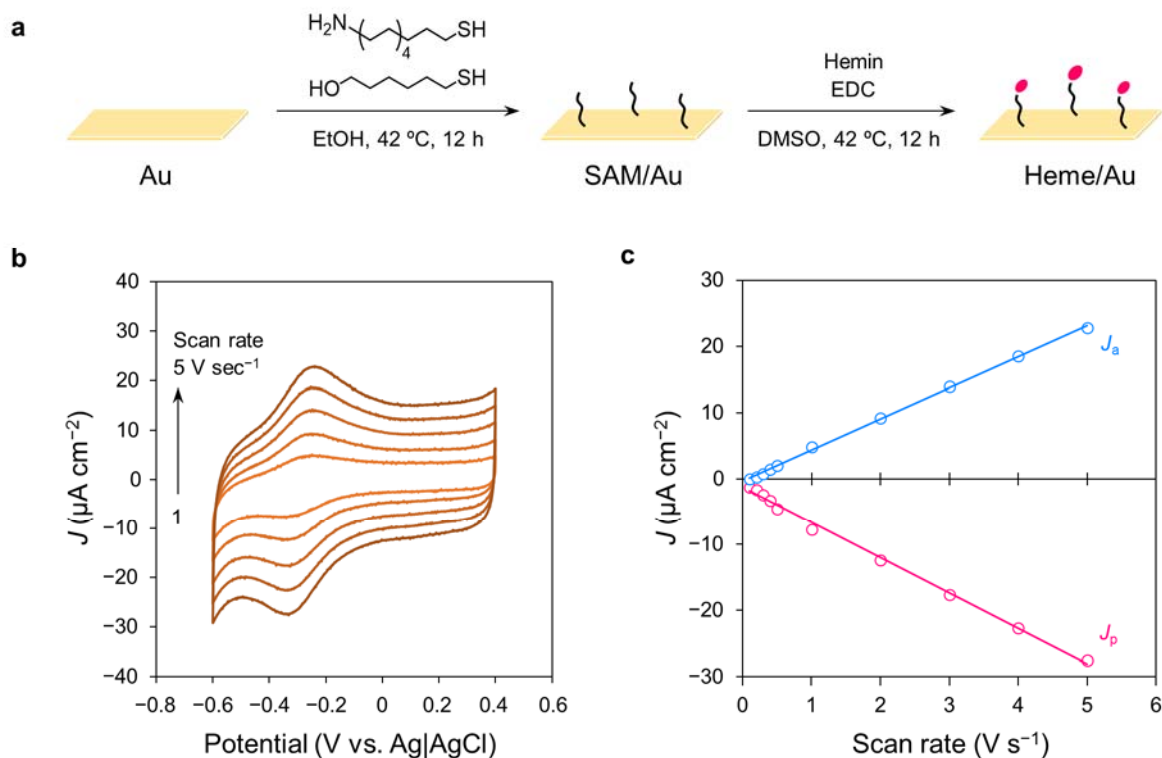 a
H₂N
( )₄
SH
HO
SH
EtOH, 42 ºC, 12 h
Hemin
EDC
DMSO, 42 ºC, 12 h
Au
SAM/Au
Heme/Au
b
J (µA cm⁻²)
40
30
20
10
0
−10
−20
−30
−40
Scan rate
5 V sec⁻¹
1
−0.8 −0.6 −0.4 −0.2 0 0.2 0.4 0.6
Potential (V vs. Ag|AgCl)
c
J (µA cm⁻²)
30
20
10
0
−10
−20
−30
Jₐ
Jₚ
0 1 2 3 4 5 6
Scan rate (V s⁻¹)